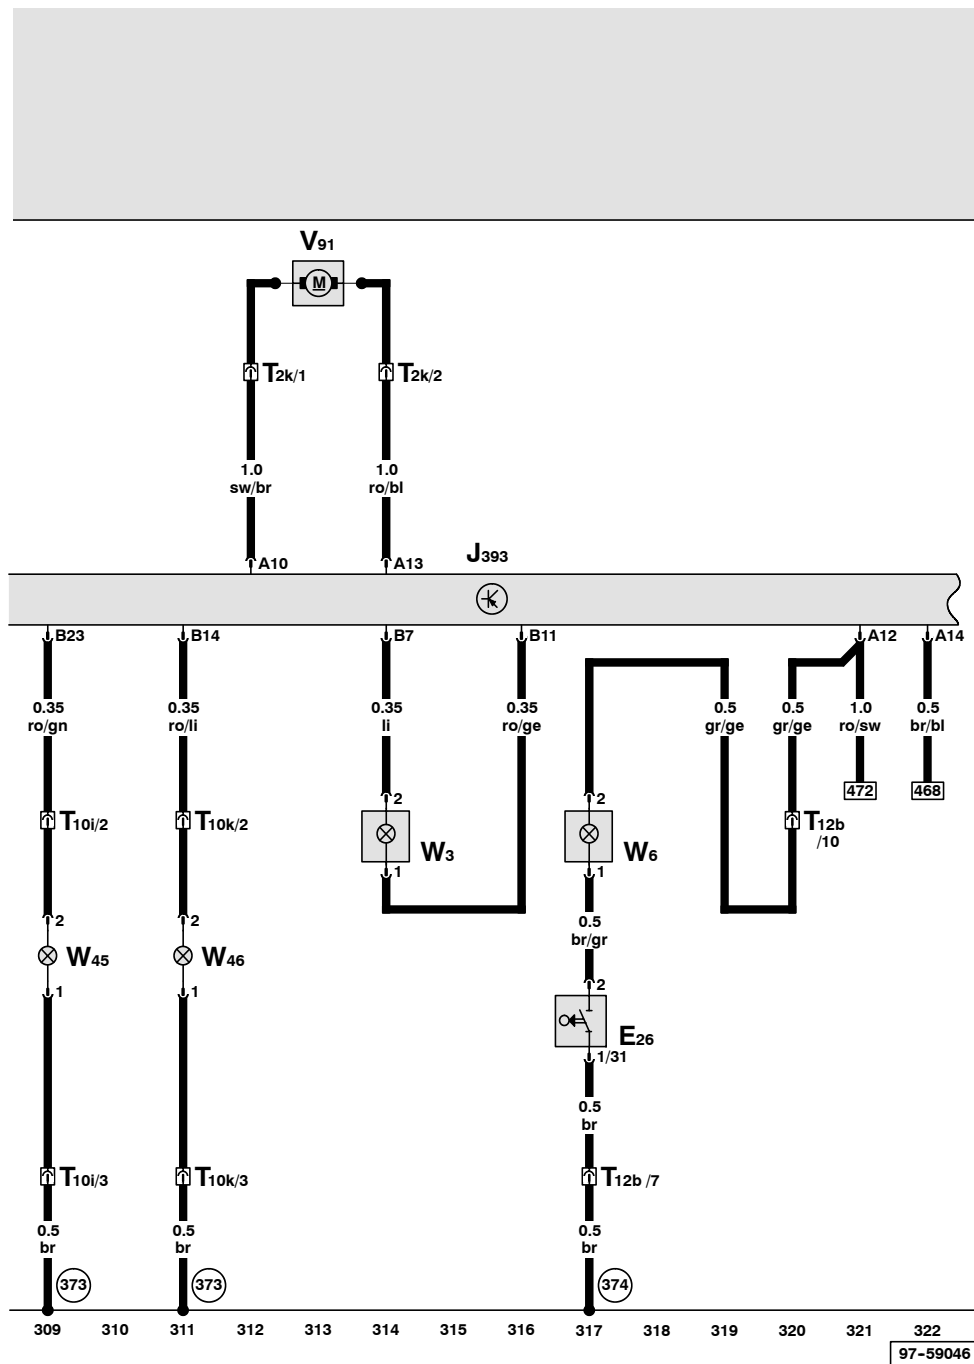 V91
M
T2k/1 T2k/2
1.0 1.0
sw/br ro/bl
A10 A13 J393
B23 B14 B7 B11 A12 A14
0.35 0.35 0.35 0.35 0.5 0.5 1.0 0.5
ro/gn ro/li li ro/ge gr/ge gr/ge ro/sw br/bl
472 468
2 2
T10i/2 T10k/2 T12b
/10
W3 W6
1 1
2 2 0.5
br/gr
W45 W46
2
1 1
E26
1/31
0.5
br
T10i/3 T10k/3 T12b /7
0.5 0.5 0.5
br br br
373 373 374
309 310 311 312 313 314 315 316 317 318 319 320 321 322
97-59046